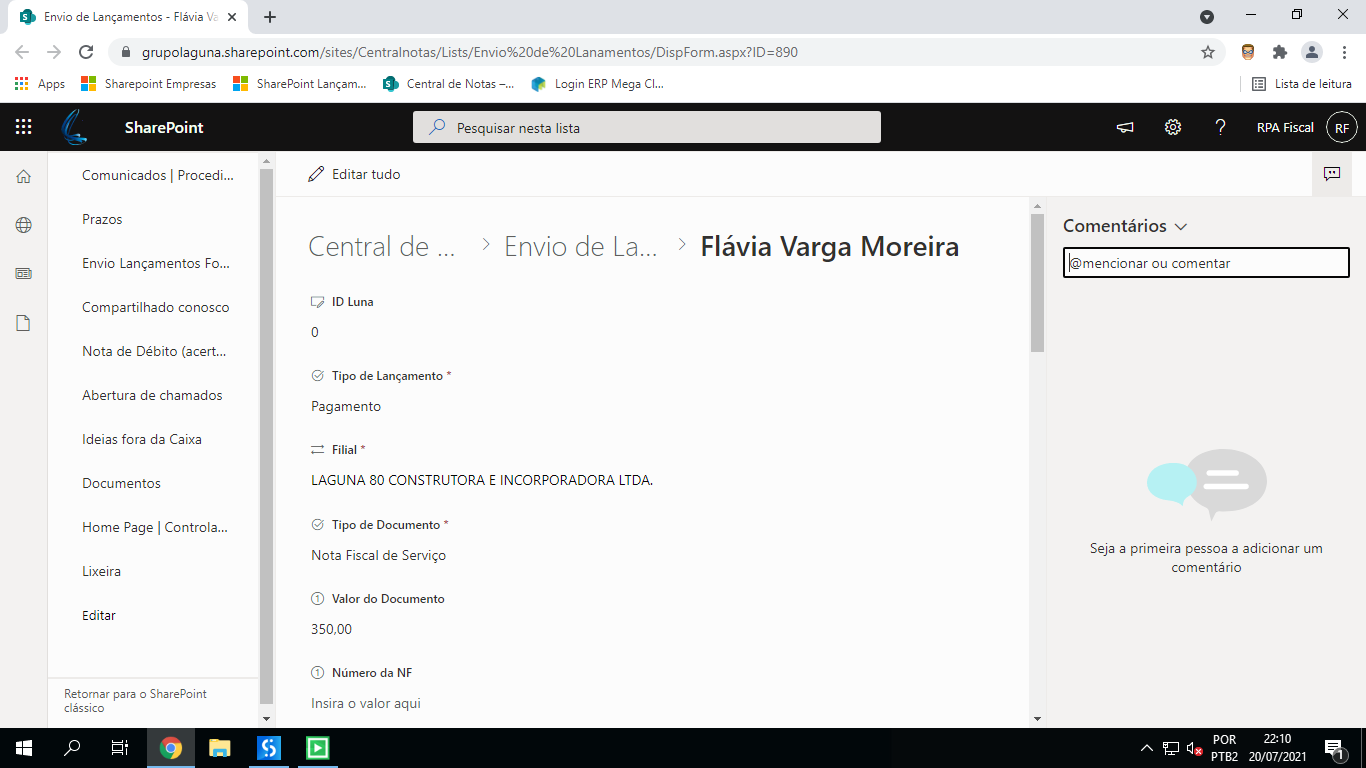 Envio de Lançamentos - Flávia Va
grupolaguna.sharepoint.com/sites/Centralnotas/Lists/Envio%20de%20Lanamentos/DispForm.aspx?ID=890
Apps
Sharepoint Empresas
SharePoint Lançam...
Central de Notas –...
Login ERP Mega Cl...
Lista de leitura
SharePoint
Pesquisar nesta lista
RPA Fiscal
RF
Comunicados | Procedi...
Prazos
Envio Lançamentos Fo...
Compartilhado conosco
Nota de Débito (acert...
Abertura de chamados
Ideias fora da Caixa
Documentos
Home Page | Controla...
Lixeira
Editar
Retornar para o SharePoint
clássico
Editar tudo
Central de ... > Envio de La... > Flávia Varga Moreira
ID Luna
0
Tipo de Lançamento *
Pagamento
Filial *
LAGUNA 80 CONSTRUTORA E INCORPORADORA LTDA.
Tipo de Documento *
Nota Fiscal de Serviço
Valor do Documento
350,00
Número da NF
Insira o valor aqui
Comentários
@mencionar ou comentar
Seja a primeira pessoa a adicionar um
comentário
POR
PTB2
22:10
20/07/2021
1